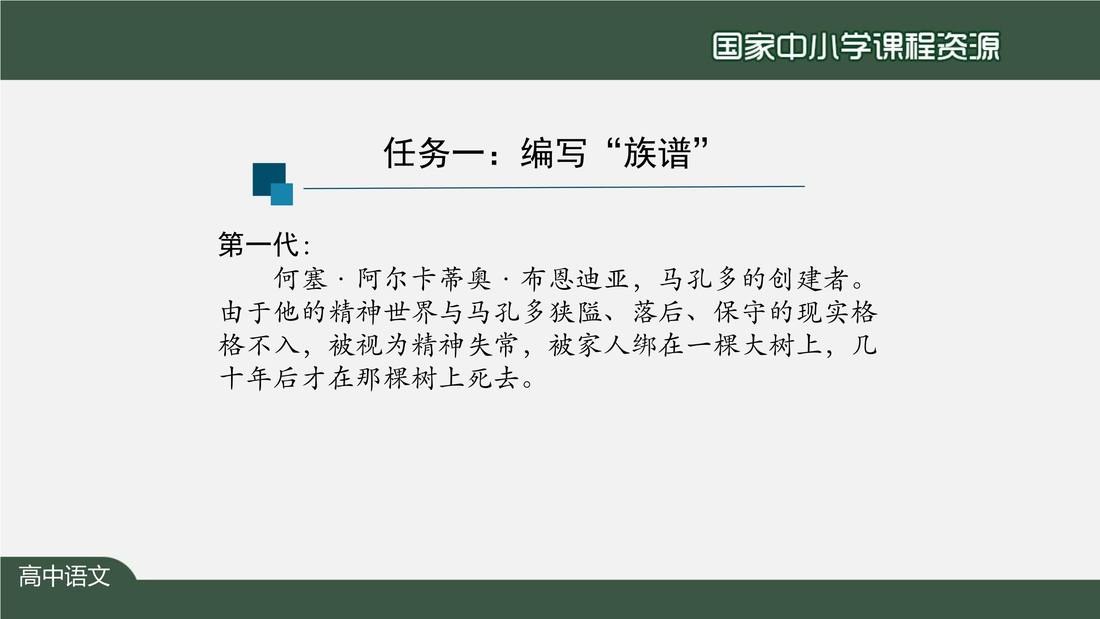 国家中小学课程资源
任务一：编写“族谱”
第一代：
何塞·阿尔卡蒂奥·布恩迪亚，马孔多的创建者。
由于他的精神世界与马孔多狭隘、落后、保守的现实格
格不入，被视为精神失常，被家人绑在一棵大树上，几
十年后才在那棵树上死去。
高中语文